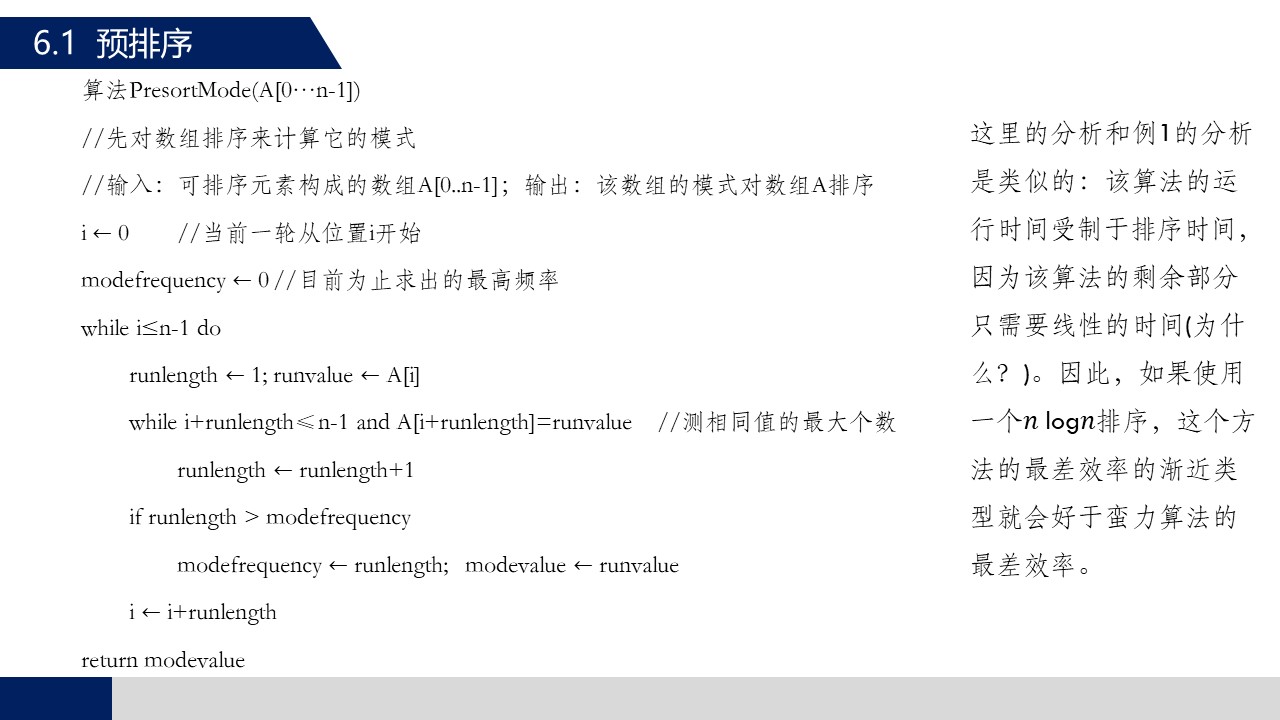 6.1 预排序
算法PresortMode(A[0…n-1])
//先对数组排序来计算它的模式
//输入：可排序元素构成的数组A[0..n-1]；输出：该数组的模式对数组A排序
i ← 0 //当前一轮从位置i开始
modefrequency ← 0 //目前为止求出的最高频率
while i≤n-1 do
runlength ← 1; runvalue ← A[i]
while i+runlength≤n-1 and A[i+runlength]=runvalue //测相同值的最大个数
runlength ← runlength+1
if runlength > modefrequency
modefrequency ← runlength; modevalue ← runvalue
i ← i+runlength
return modevalue
这里的分析和例1的分析
是类似的：该算法的运
行时间受制于排序时间，
因为该算法的剩余部分
只需要线性的时间(为什
么？)。因此，如果使用
一个n logn排序，这个方
法的最差效率的渐近类
型就会好于蛮力算法的
最差效率。